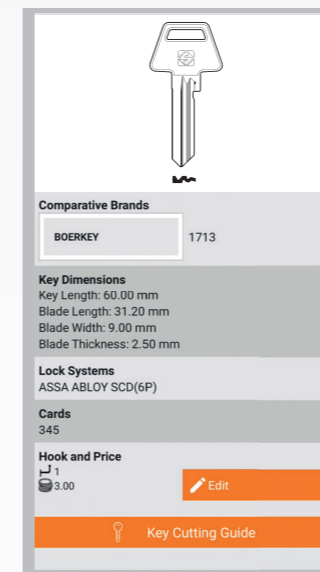 Comparative Brands
BOERKEY 1713
Key Dimensions
Key Length: 60.00 mm
Blade Length: 31.20 mm
Blade Width: 9.00 mm
Blade Thickness: 2.50 mm
Lock Systems
ASSA ABLOY SCD(6P)
Cards
345
Hook and Price
1
3.00
Edit
Key Cutting Guide